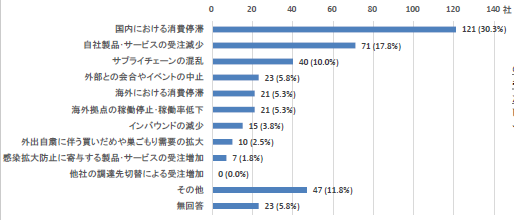 0 20 40 60 80 100 120 140 社
国内における消費停滞 121 (30.3%)
自社製品・サービスの受注減少 71 (17.8%)
サプライチェーンの混乱 40 (10.0%)
外部との会合やイベントの中止 23 (5.8%)
海外における消費停滞 21 (5.3%)
海外拠点の稼働停止・稼働率低下 21 (5.3%)
インバウンドの減少 15 (3.8%)
外出自粛に伴う買いだめや巣ごもり需要の拡大 10 (2.5%)
感染拡大防止に寄与する製品・サービスの受注増加 7 (1.8%)
他社の調達先切替による受注増加 0 (0.0%)
その他 47 (11.8%)
無回答 23 (5.8%)